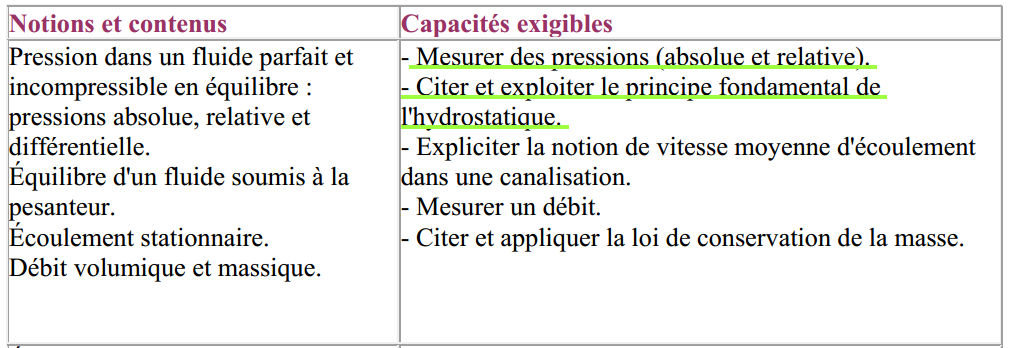 Notions et contenus
Pression dans un fluide parfait et
incompressible en équilibre :
pressions absolue, relative et
différentielle.
Équilibre d'un fluide soumis à la
pesanteur.
Écoulement stationnaire.
Débit volumique et massique.
Capacités exigibles
- Mesurer des pressions (absolue et relative).
- Citer et exploiter le principe fondamental de
l'hydrostatique.
- Expliciter la notion de vitesse moyenne d'écoulement
dans une canalisation.
- Mesurer un débit.
- Citer et appliquer la loi de conservation de la masse.